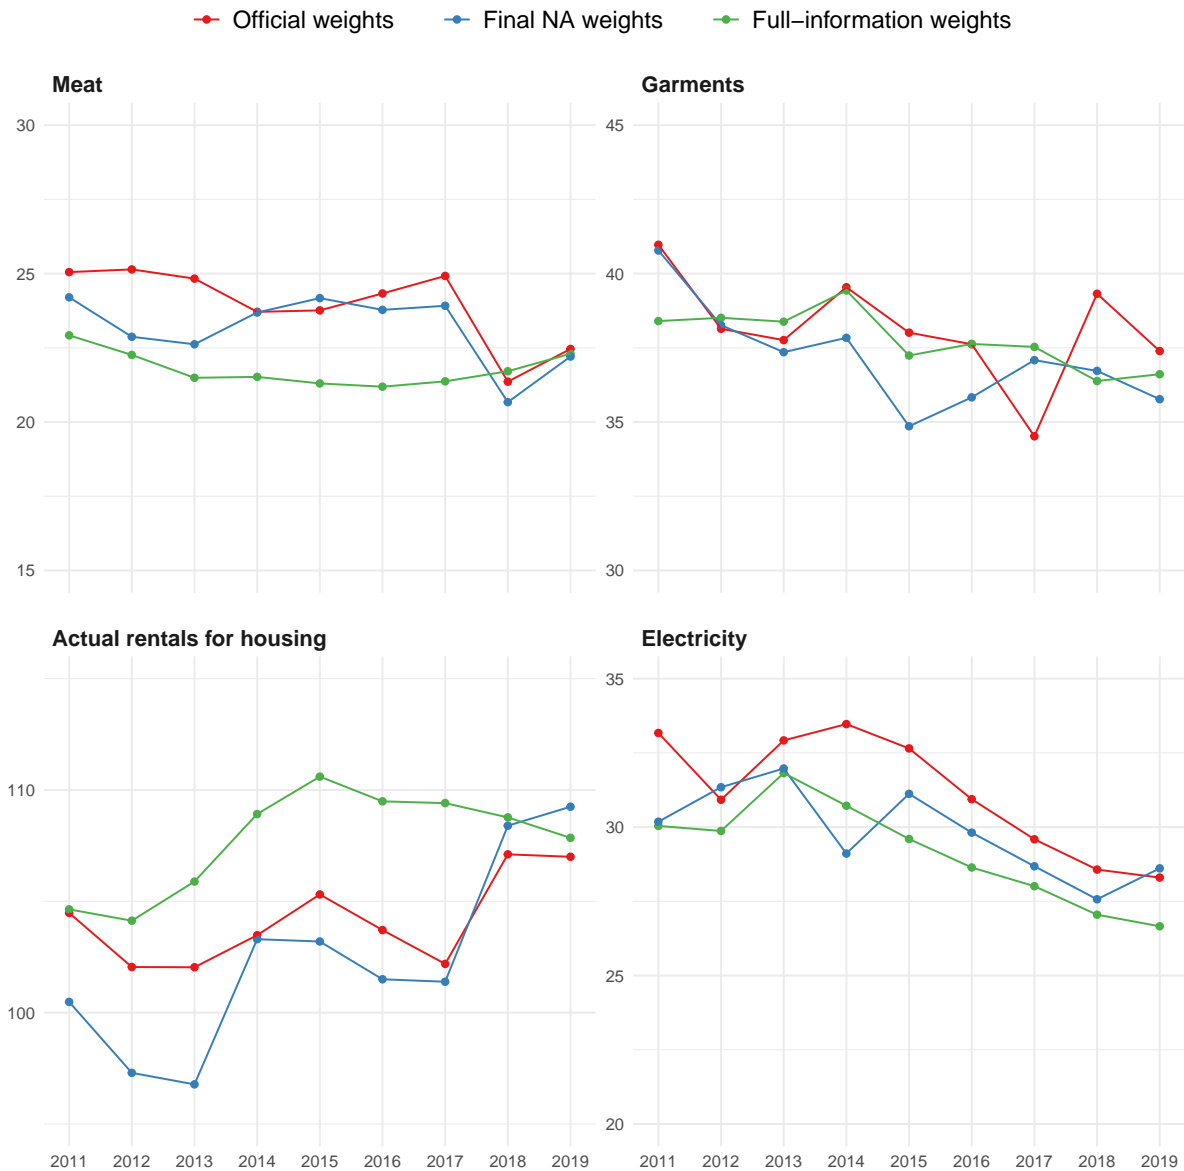 Official weights Final NA weights Full−information weights
Meat
Garments
30
25
20
15
45
40
35
30
Actual rentals for housing
Electricity
110
100
35
30
25
20
2011 2012 2013 2014 2015 2016 2017 2018 2019
2011 2012 2013 2014 2015 2016 2017 2018 2019